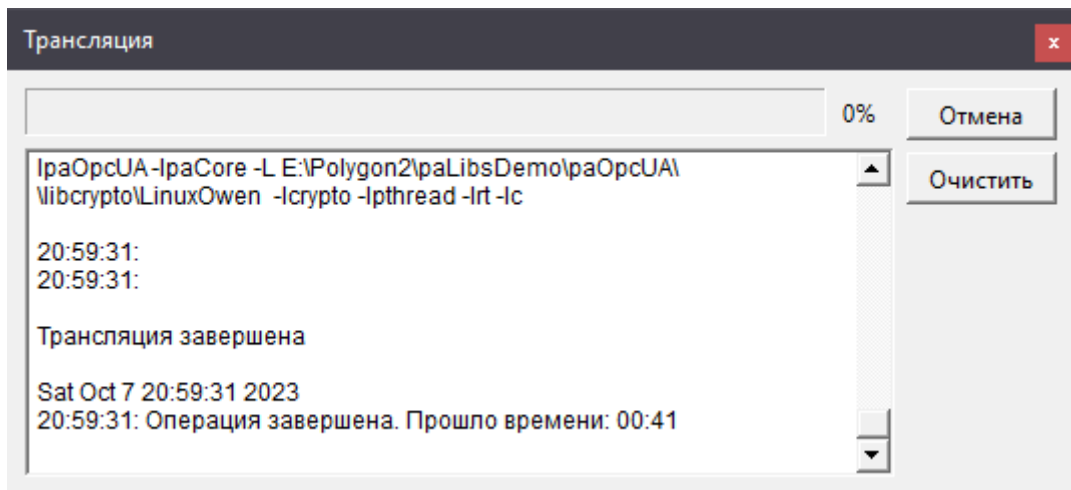 Трансляция
x
0%
Отмена
Очистить
lpaOpcUA -lpaCore -L E:\Polygon2\paLibsDemo\paOpcUA\
\libcrypto\LinuxOwen -lcrypto -lpthread -lrt -lc
20:59:31:
20:59:31:
Трансляция завершена
Sat Oct 7 20:59:31 2023
20:59:31: Операция завершена. Прошло времени: 00:41